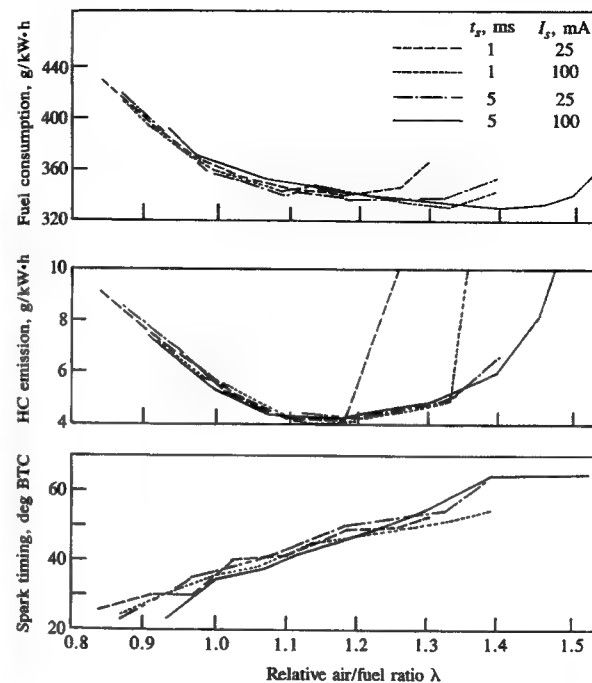 t_s, ms I_s, mA
1 25
1 100
5 25
5 100
Fuel consumption, g/kW·h
440
400
360
320
HC emission, g/kW·h
10
8
6
4
Spark timing, deg BTC
60
40
20
0.8 0.9 1.0 1.1 1.2 1.3 1.4 1.5
Relative air/fuel ratio λ